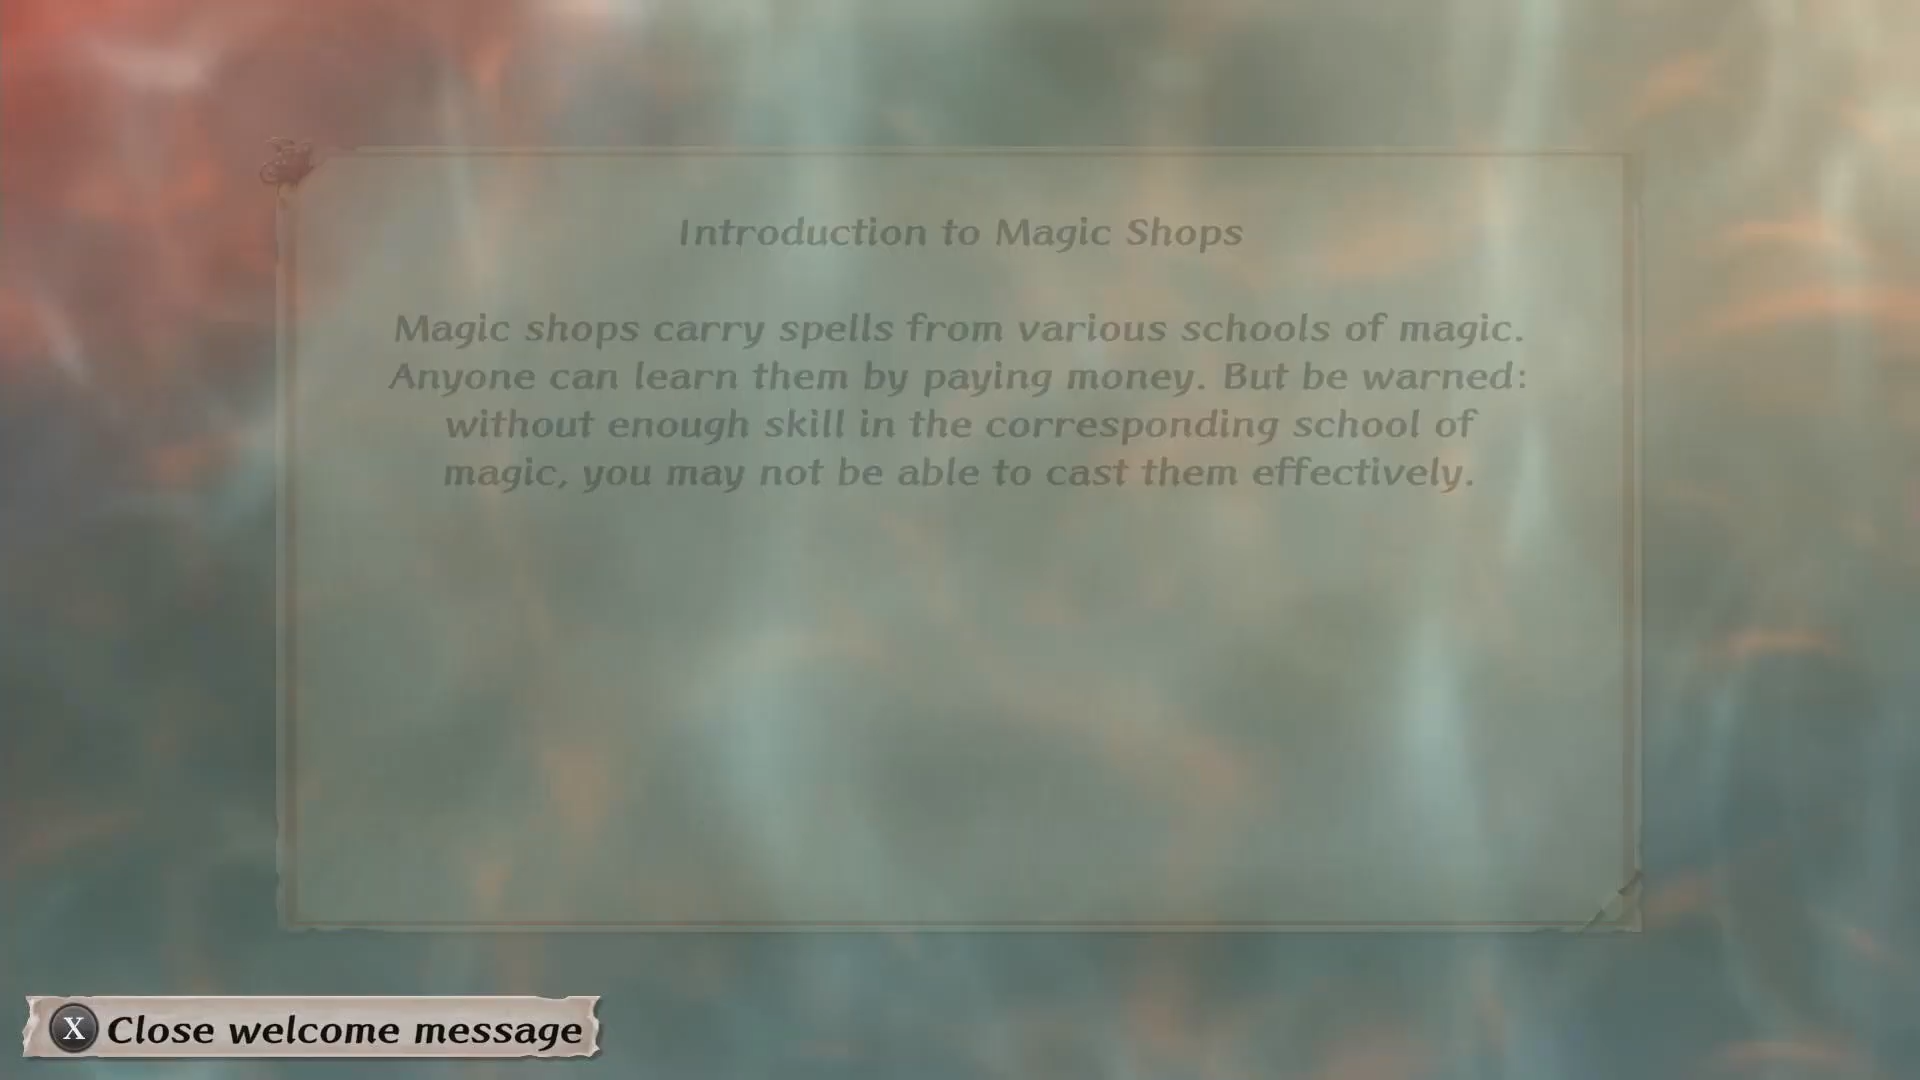 Introduction to Magic Shops
Magic shops carry spells from various schools of magic.
Anyone can learn them by paying money. But be warned:
without enough skill in the corresponding school of
magic, you may not be able to cast them effectively.
X Close welcome message